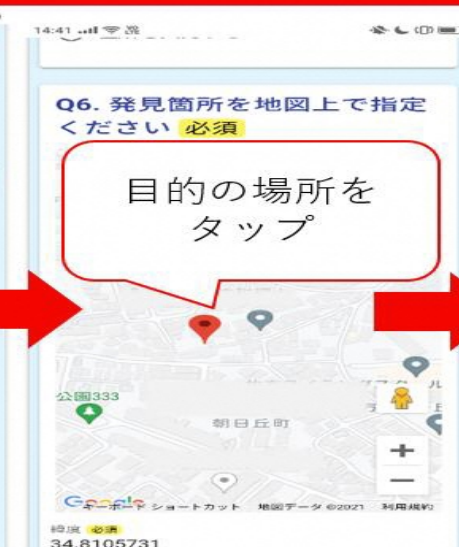 14:41
Q6. 発見箇所を地図上で指定
ください 必須
目的の場所を
タップ
公園333
朝日丘町
+
−
Google
キーボード ショートカット 地図データ ©2021 利用規約
緯度 必須
34.8105731